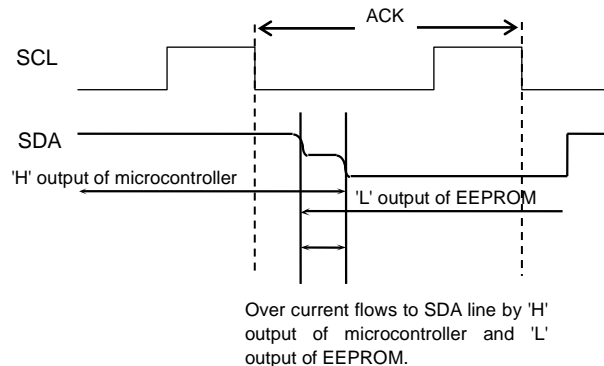 ACK
SCL
SDA
'H' output of microcontroller
'L' output of EEPROM
Over current flows to SDA line by 'H'
output of microcontroller and 'L'
output of EEPROM.